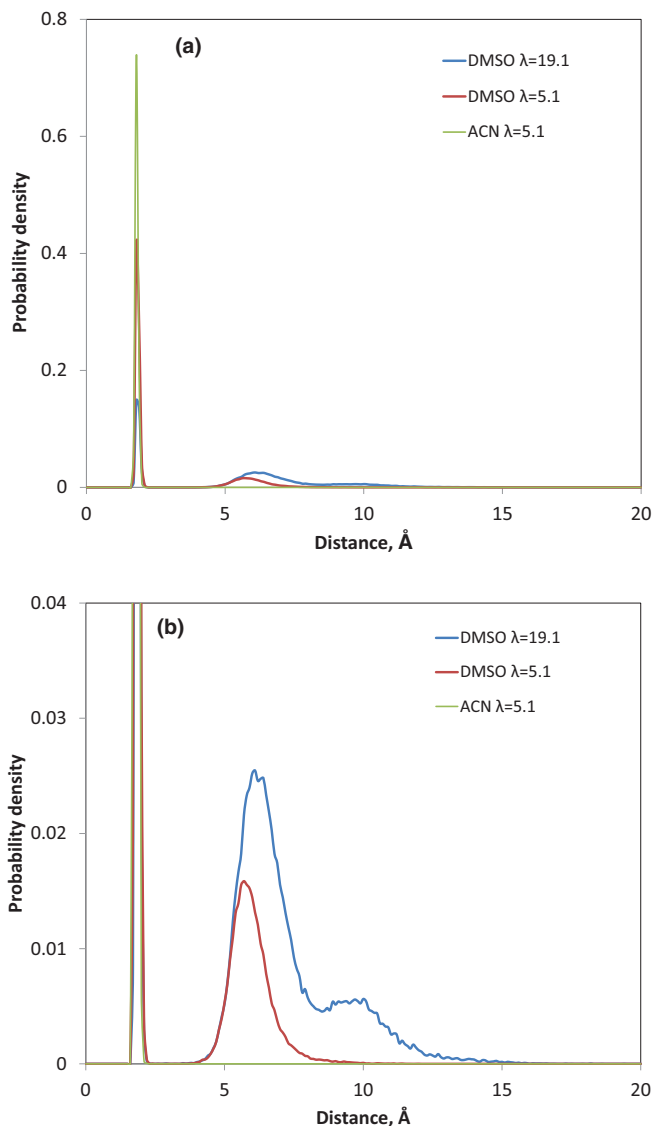 (a)
DMSO λ=19.1
DMSO λ=5.1
ACN λ=5.1
Probability density
0.8
0.6
0.4
0.2
0
0 5 10 15 20
Distance, Å
(b)
DMSO λ=19.1
DMSO λ=5.1
ACN λ=5.1
Probability density
0.04
0.03
0.02
0.01
0
0 5 10 15 20
Distance, Å